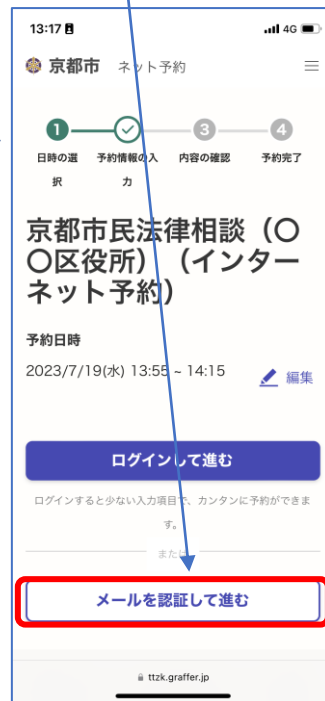 13:17
4G
京都市 ネット予約
1 3 4
日時の選 予約情報の入 内容の確認 予約完了
択 力
京都市民法律相談(〇
〇区役所)(インター
ネット予約)
予約日時
2023/7/19(水) 13:55 ~ 14:15 編集
ログインして進む
ログインすると少ない入力項目で、カンタンに予約ができま
す。
または
メールを認証して進む
ttzk.graffer.jp